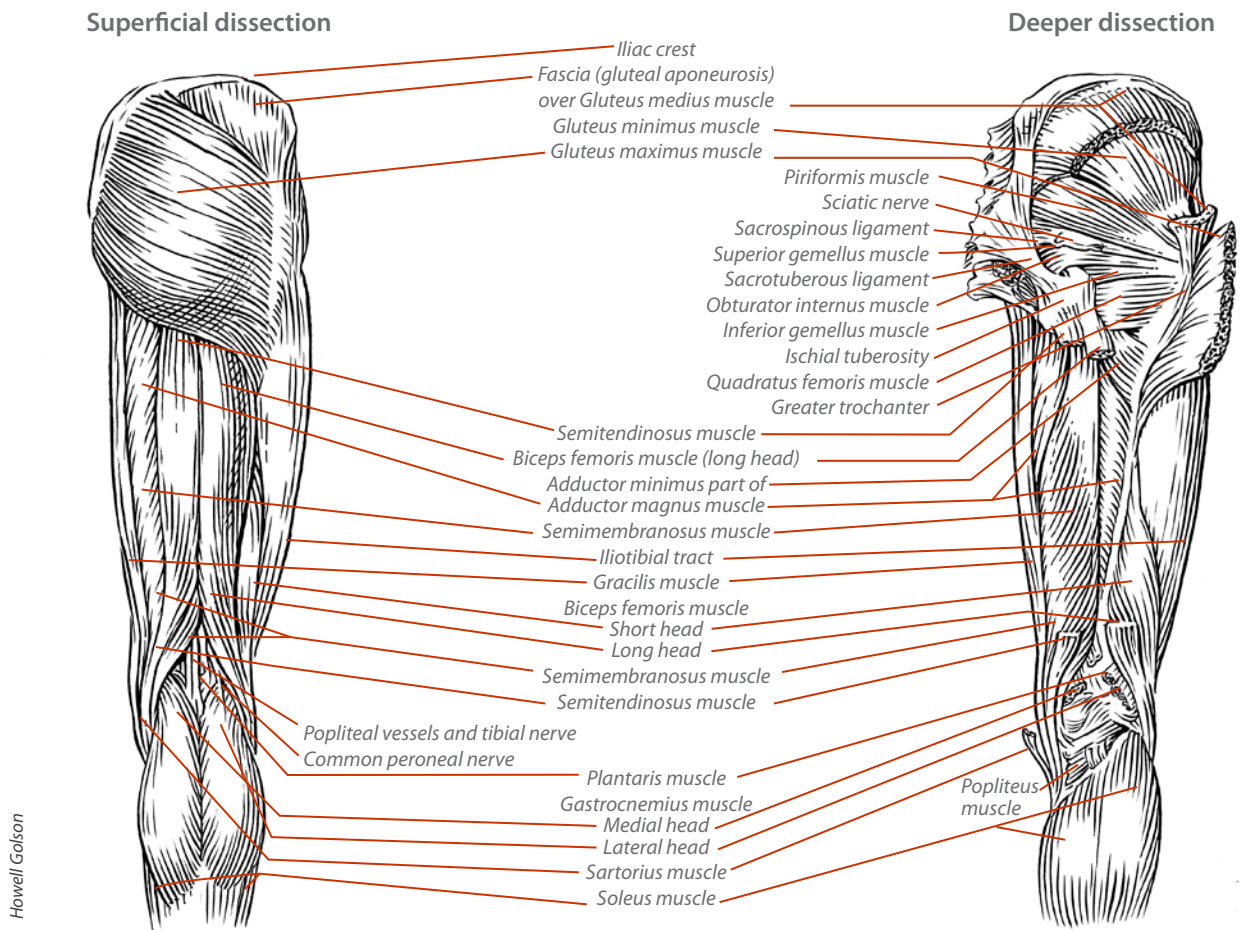 Superficial dissection
Deeper dissection
Iliac crest
Fascia (gluteal aponeurosis)
over Gluteus medius muscle
Gluteus minimus muscle
Gluteus maximus muscle
Piriformis muscle
Sciatic nerve
Sacrospinous ligament
Superior gemellus muscle
Sacrotuberous ligament
Obturator internus muscle
Inferior gemellus muscle
Ischial tuberosity
Quadratus femoris muscle
Greater trochanter
Semitendinosus muscle
Biceps femoris muscle (long head)
Adductor minimus part of
Adductor magnus muscle
Semimembranosus muscle
Iliotibial tract
Gracilis muscle
Biceps femoris muscle
Short head
Long head
Semimembranosus muscle
Semitendinosus muscle
Popliteal vessels and tibial nerve
Common peroneal nerve
Plantaris muscle
Gastrocnemius muscle
Medial head
Lateral head
Sartorius muscle
Soleus muscle
Popliteus
muscle
Howell Golson